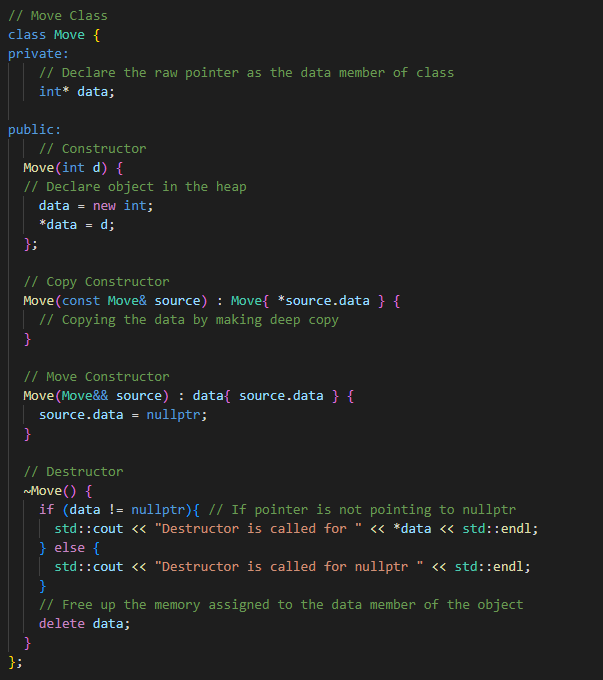 // Move Class
class Move {
private:
// Declare the raw pointer as the data member of class
int* data;
public:
// Constructor
Move(int d) {
// Declare object in the heap
data = new int;
*data = d;
};
// Copy Constructor
Move(const Move& source) : Move{ *source.data } {
// Copying the data by making deep copy
}
// Move Constructor
Move(Move&& source) : data{ source.data } {
source.data = nullptr;
}
// Destructor
~Move() {
if (data != nullptr){ // If pointer is not pointing to nullptr
std::cout << "Destructor is called for " << *data << std::endl;
} else {
std::cout << "Destructor is called for nullptr " << std::endl;
}
// Free up the memory assigned to the data member of the object
delete data;
}
};